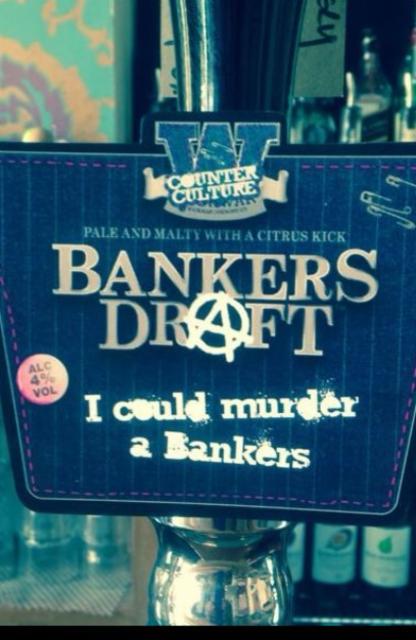 COUNTER
CULTURE
PALE AND MALTY WITH A CITRUS KICK
BANKERS
DRAFT
ALC
4%
VOL
I could murder
a Bankers